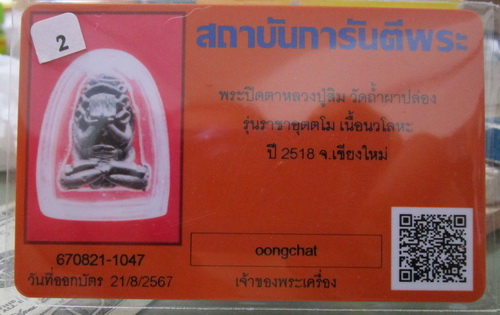 2
สถาบันการันตีพระ
พระปิดตาหลวงปู่สิม วัดถ้ำผาปล่อง
รุ่นราชาอุตตโม เนื้อนวโลหะ
ปี 2518 จ.เชียงใหม่
670821-1047
วันที่ออกบัตร 21/8/2567
oongchat
เจ้าของพระเครื่อง